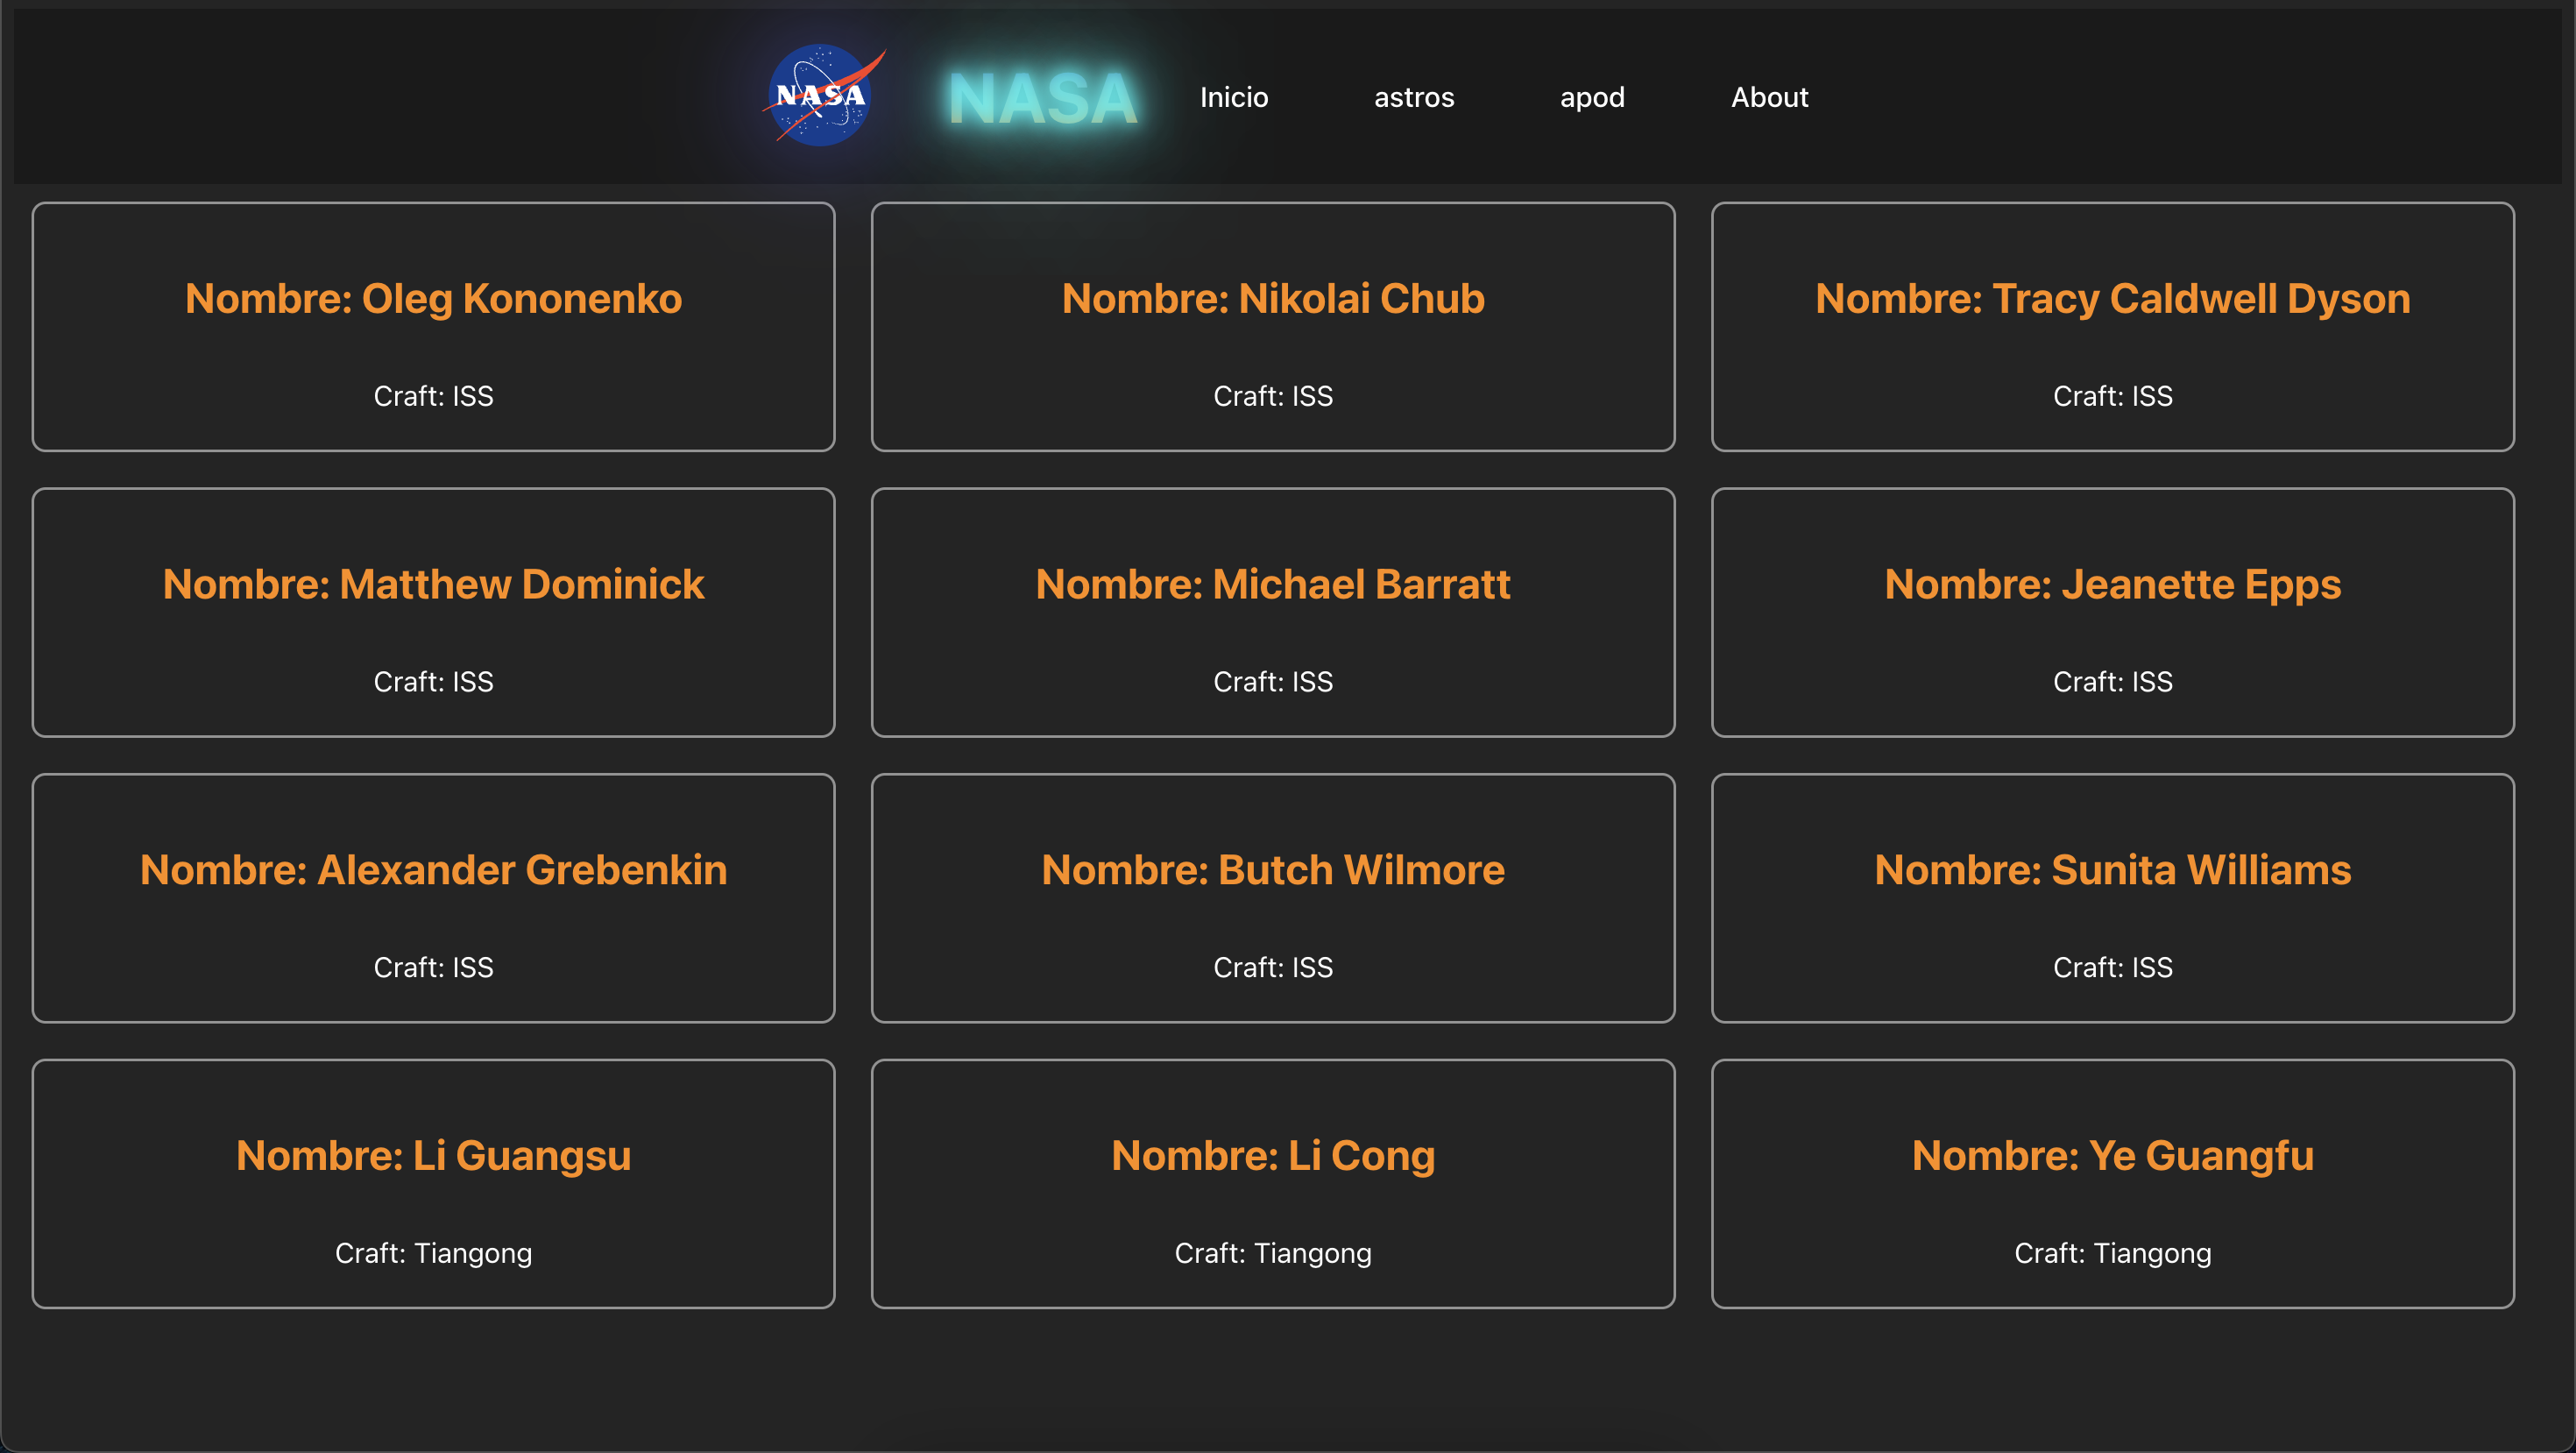 NASA
NASA Inicio astros apod About
Nombre: Oleg Kononenko
Craft: ISS
Nombre: Nikolai Chub
Craft: ISS
Nombre: Tracy Caldwell Dyson
Craft: ISS
Nombre: Matthew Dominick
Craft: ISS
Nombre: Michael Barratt
Craft: ISS
Nombre: Jeanette Epps
Craft: ISS
Nombre: Alexander Grebenkin
Craft: ISS
Nombre: Butch Wilmore
Craft: ISS
Nombre: Sunita Williams
Craft: ISS
Nombre: Li Guangsu
Craft: Tiangong
Nombre: Li Cong
Craft: Tiangong
Nombre: Ye Guangfu
Craft: Tiangong